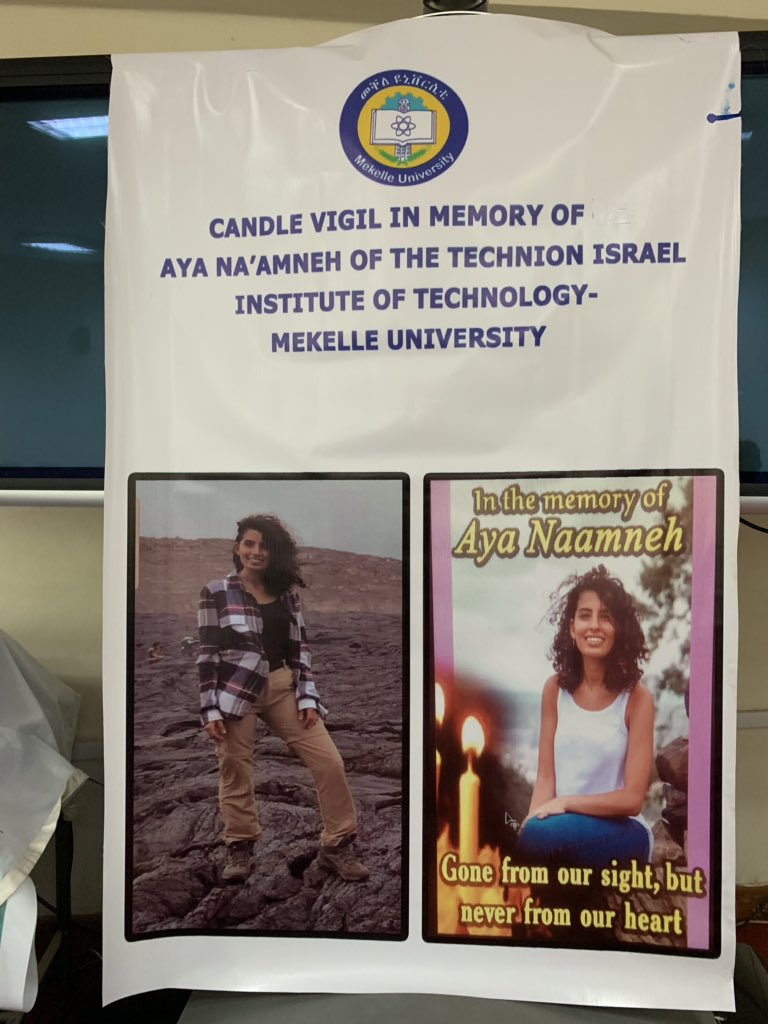 መቐለ ዩኒቨርሲቲ
Mekelle University
CANDLE VIGIL IN MEMORY OF
AYA NA'AMNEH OF THE TECHNION ISRAEL
INSTITUTE OF TECHNOLOGY-
MEKELLE UNIVERSITY
In the memory of
Aya Naamneh
Gone from our sight, but
never from our heart